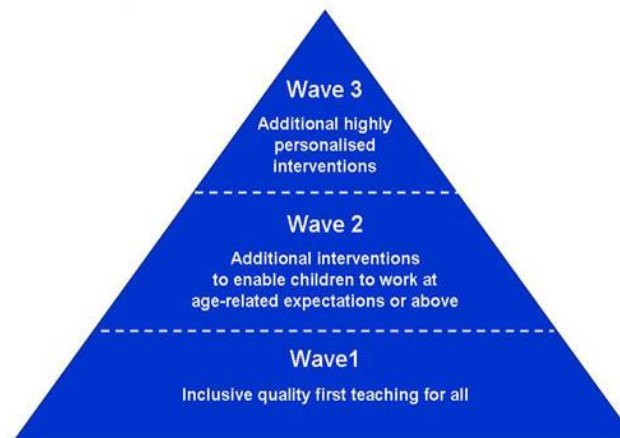 Wave 3
Additional highly
personalised
interventions
Wave 2
Additional interventions
to enable children to work at
age-related expectations or above
Wave1
Inclusive quality first teaching for all